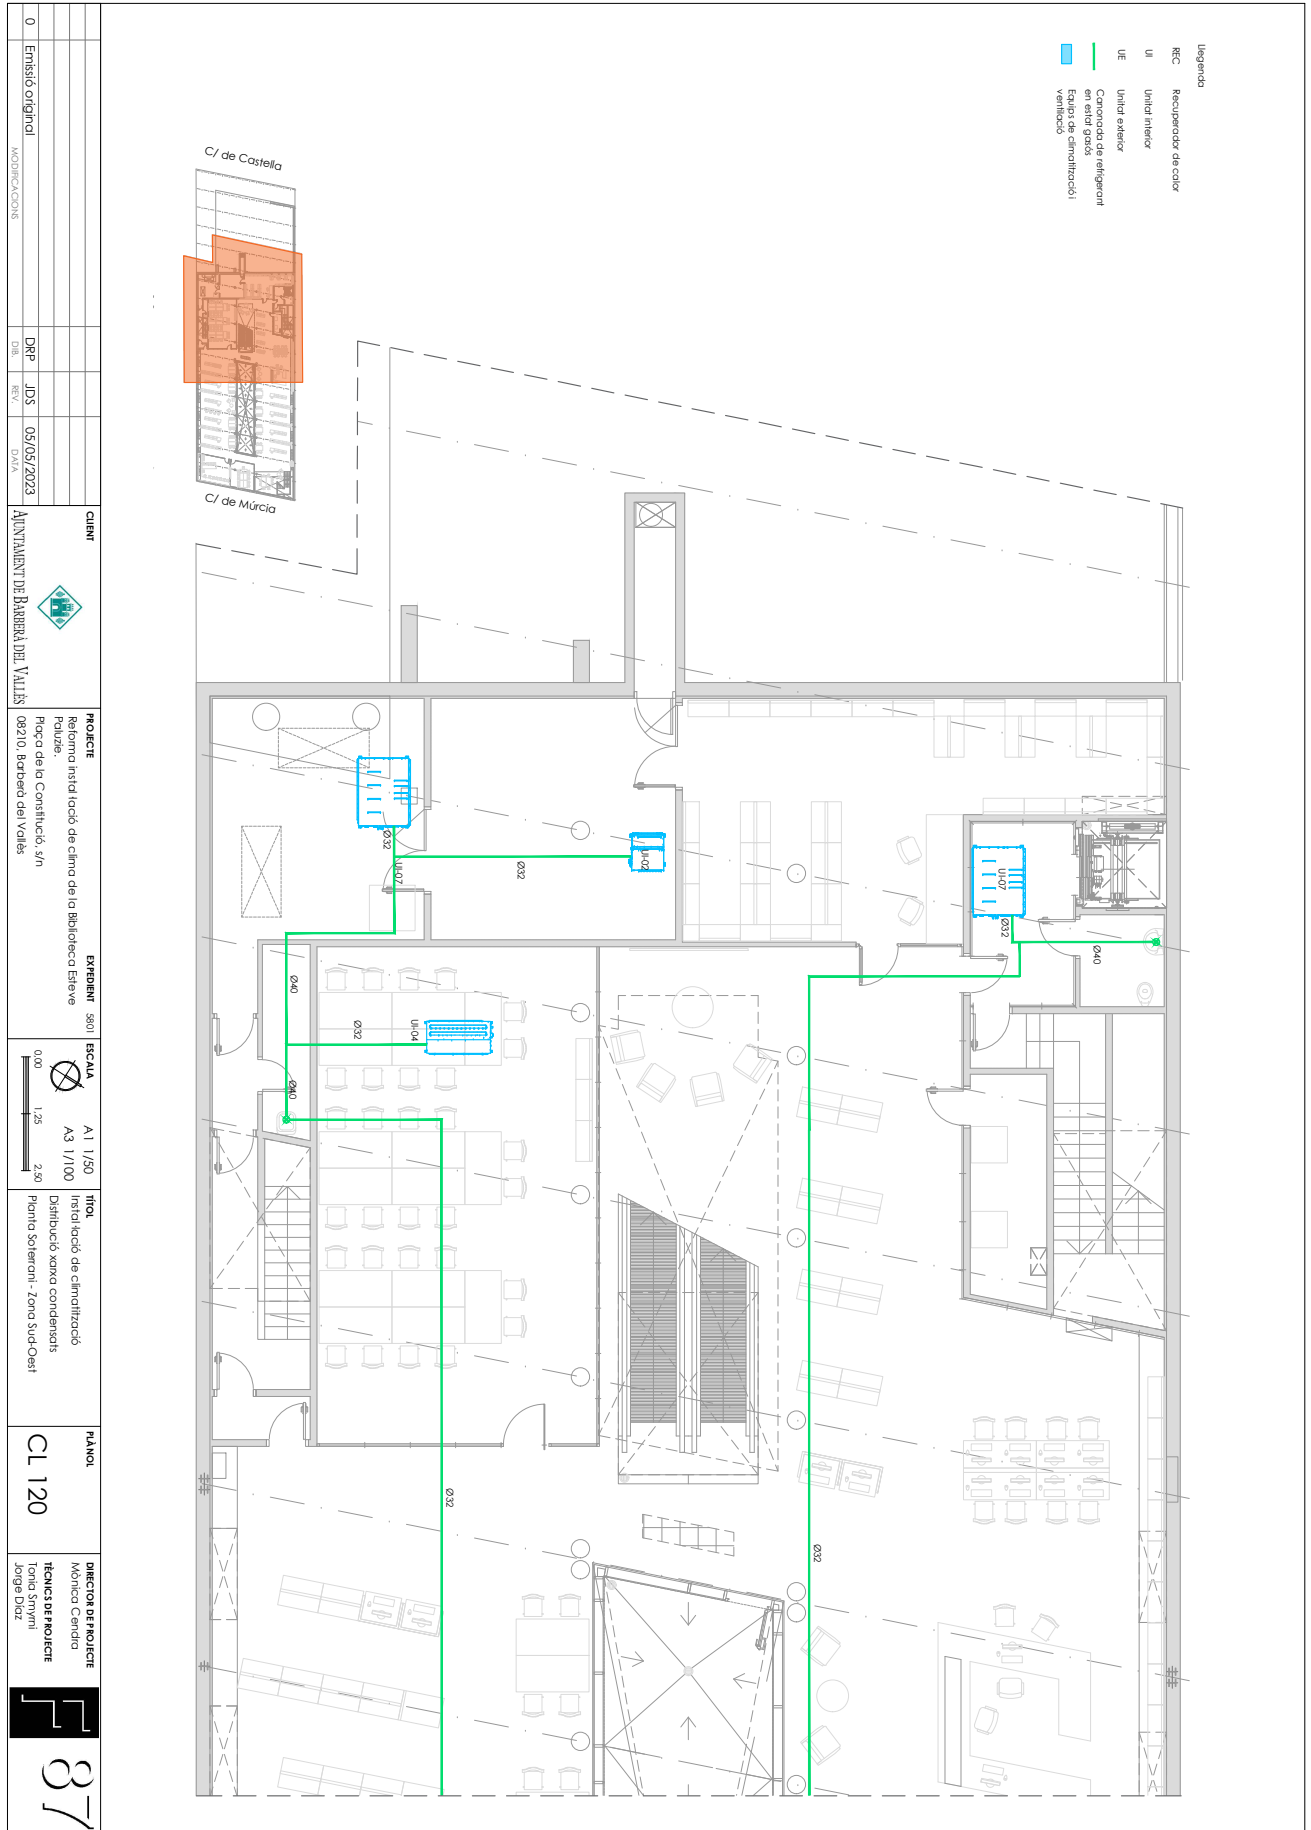 Llegenda
REC Recuperador de calor
UI Unitat interior
UE Unitat exterior
Canonada de refrigerant
en estat gasós
Equips de climatització i
ventilació
C/ de Castella
C/ de Múrcia
Ø32
UI-07
Ø32
UI-02
UI-07
Ø32
Ø40
Ø40
Ø32
UI-04
Ø40
Ø32
Ø32
0 Emissió original DRP JDS 05/05/2023
MODIFICACIONS DIB. REV. DATA
CLIENT
AJUNTAMENT DE BARBERÀ DEL VALLÈS
PROJECTE
Reforma instal·lació de clima de la Biblioteca Esteve
Paluzie.
Plaça de la Constitució, s/n
08210, Barberà del Vallès
EXPEDIENT 5801
ESCALA
A1 1/50
A3 1/100
0.00 1.25 2.50
TÍTOL
Instal·lació de climatització
Distribució xarxa condensats
Planta Soterrani - Zona Sud-Oest
PLÀNOL
CL 120
DIRECTOR DE PROJECTE
Mònica Cendra
TÈCNICS DE PROJECTE
Tonia Smyrni
Jorge Díaz
87